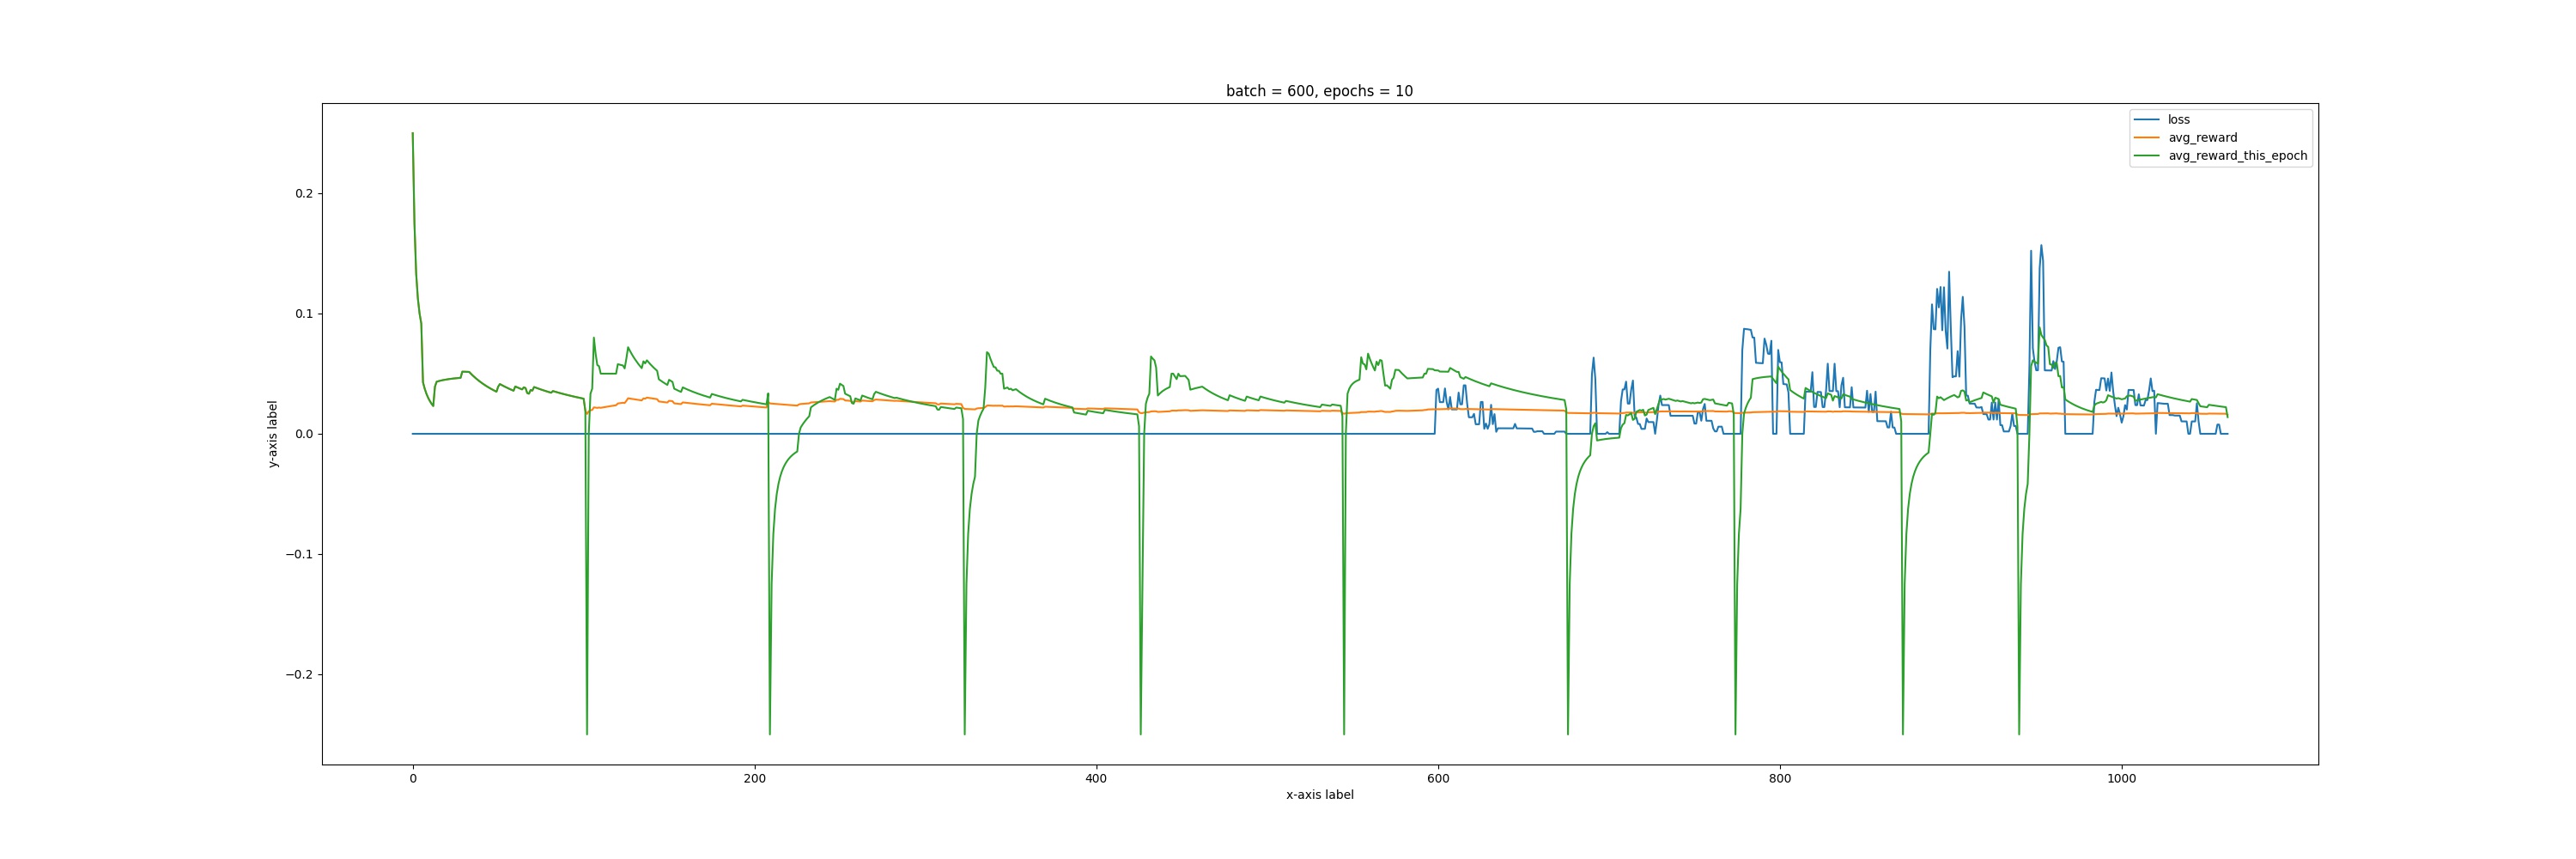 batch = 600, epochs = 10
loss
avg_reward
avg_reward_this_epoch
0.2
0.1
0.0
−0.1
−0.2
y-axis label
0 200 400 600 800 1000
x-axis label